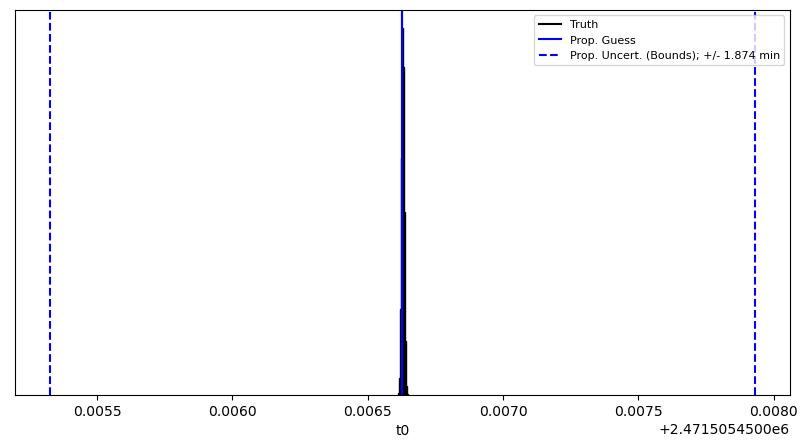 Truth
Prop. Guess
Prop. Uncert. (Bounds); +/- 1.874 min
0.0055 0.0060 0.0065 0.0070 0.0075 0.0080
t0
+2.4715054500e6